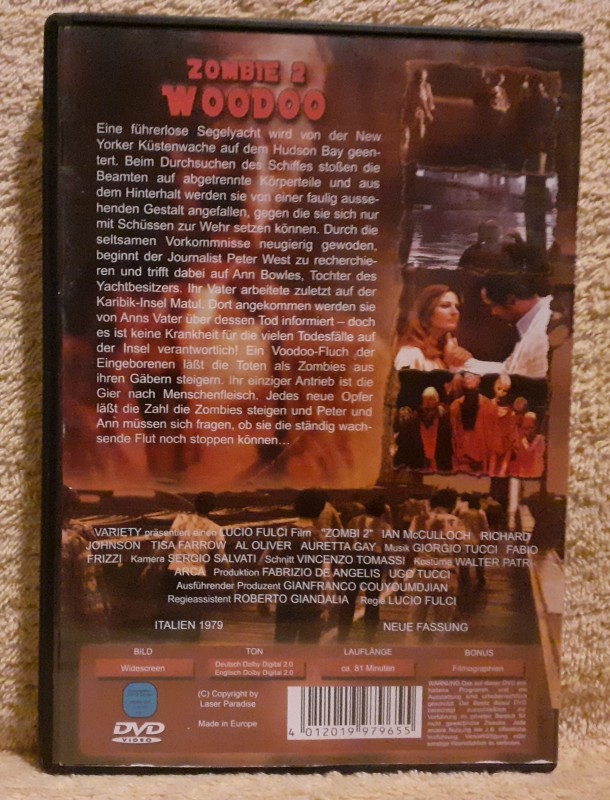 ZOMBIE 2
WOODOO
Eine führerlose Segelyacht wird von der New
Yorker Küstenwache auf dem Hudson Bay geen-
tert. Beim Durchsuchen des Schiffes stoßen die
Beamten auf abgetrennte Körperteile und aus
dem Hinterhalt werden sie von einer faulig ausse-
henden Gestalt angefallen, gegen die sie sich nur
mit Schüssen zur Wehr setzen können. Durch die
seltsamen Vorkommnisse neugierig gewoden,
beginnt der Journalist Peter West zu recherchie-
ren und trifft dabei auf Ann Bowles, Tochter des
Yachtbesitzers. Ihr Vater arbeitete zuletzt auf der
Karibik-Insel Matul. Dort angekommen werden sie
von Anns Vater über dessen Tod informiert – doch
es ist keine Krankheit für die vielen Todesfälle auf
der Insel verantwortlich! Ein Voodoo-Fluch der
Eingeborenen läßt die Toten als Zombies aus
ihren Gäbern steigern. Ihr einziger Antrieb ist die
Gier nach Menschenfleisch. Jedes neue Opfer
läßt die Zahl die Zombies steigen und Peter und
Ann müssen sich fragen, ob sie die ständig wach-
sende Flut noch stoppen können...
VARIETY präsentiert einen LUCIO FULCI Film "ZOMBI 2" IAN McCULLOCH RICHARD
JOHNSON TISA FARROW AL OLIVER AURETTA GAY Musik GIORGIO TUCCI FABIO
FRIZZI Kamera SERGIO SALVATI Schnitt VINCENZO TOMASSI Kostüme WALTER PATRI-
ARCA Produktion FABRIZIO DE ANGELIS UGO TUCCI
Ausführender Produzent GIANFRANCO COUYOUMDJIAN
Regieassistent ROBERTO GIANDALIA Regie LUCIO FULCI
ITALIEN 1979 NEUE FASSUNG
BILD TON LAUFLÄNGE BONUS
Widescreen Deutsch Dolby Digital 2.0 ca. 81 Minuten Filmographien
Englisch Dolby Digital 2.0
(C) Copyright by
Laser Paradise
Made in Europe
DVD
VIDEO
4 012019 979655
WARNUNG Das auf dieser DVD ent-